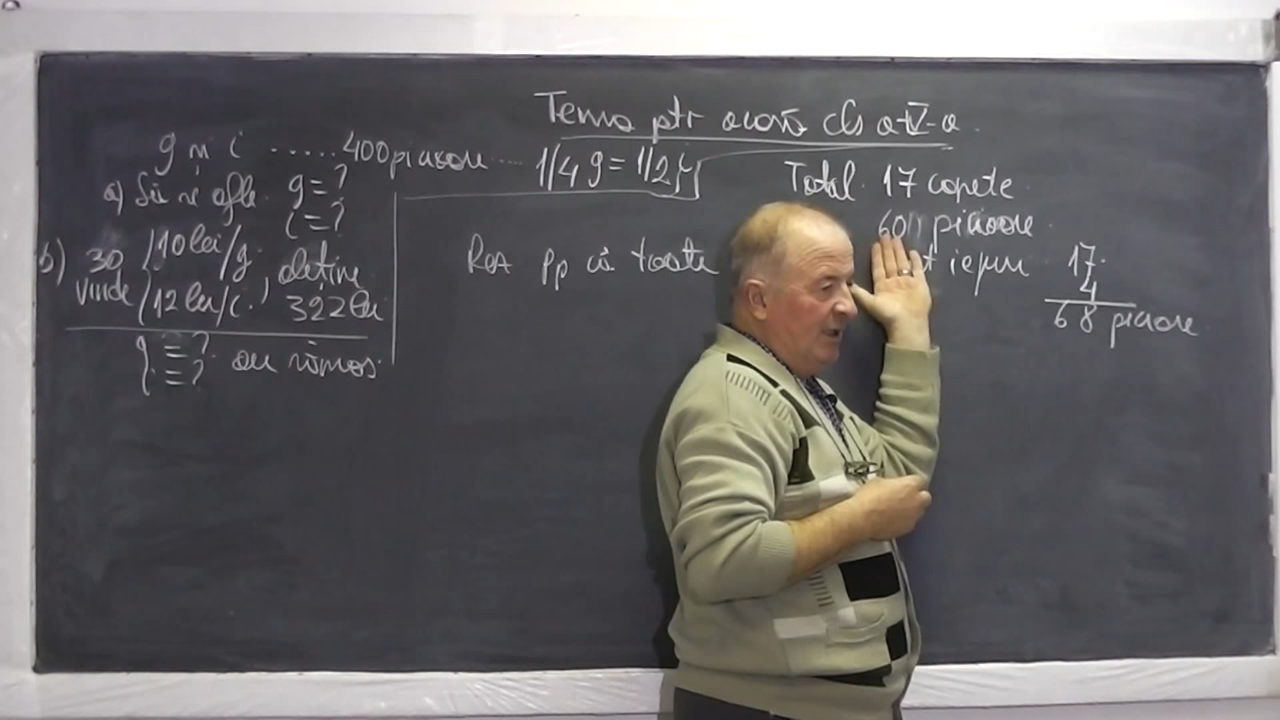 Tema ptr acasă cls a-IV-a
g și i ...... 400 picioare .... 1/4 g = 1/2 i
a) Să se afle g = ?
i = ?
b) 30 10 lei/g. obține
vinde 12 lei/i. 392 lei
g = ?
i = ? au rămas.
Total 17 capete
60 picioare
Rez Pp că toate t iepuri
17.
4
68 picioare